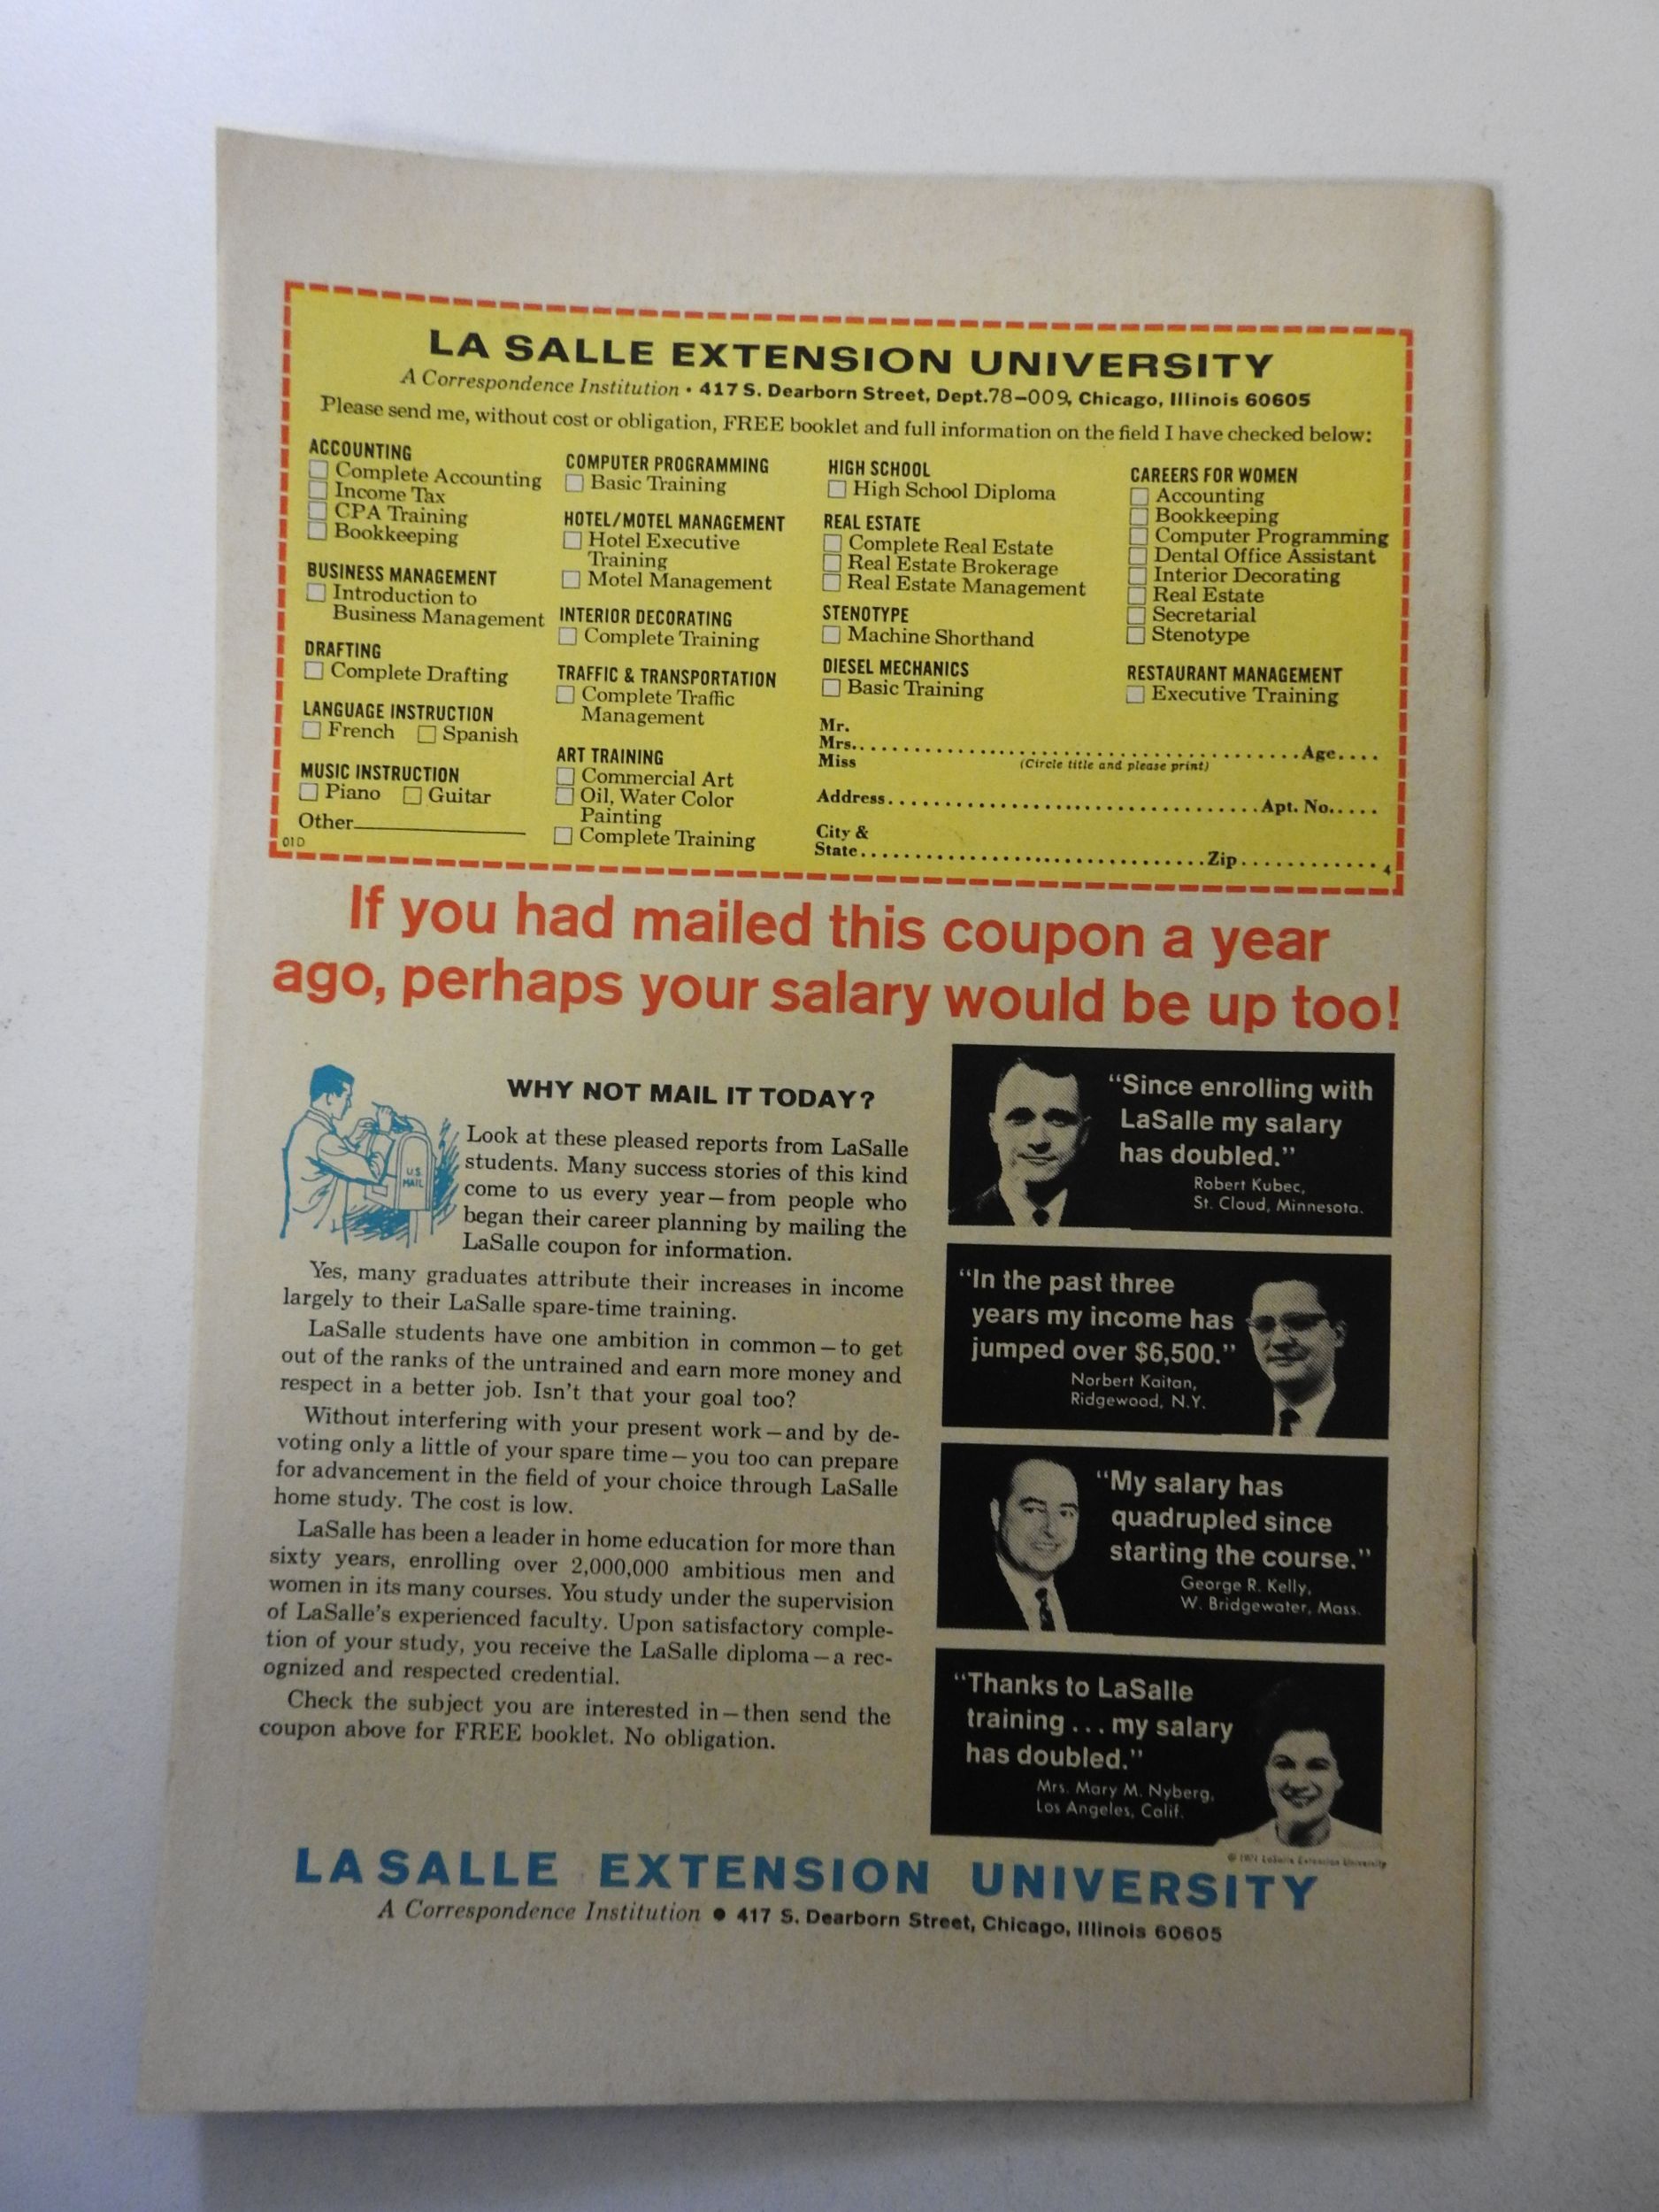 LA SALLE EXTENSION UNIVERSITY
A Correspondence Institution • 417 S. Dearborn Street, Dept. 78-009, Chicago, Illinois 60605
Please send me, without cost or obligation, FREE booklet and full information on the field I have checked below:
ACCOUNTING
Complete Accounting
Income Tax
CPA Training
Bookkeeping
BUSINESS MANAGEMENT
Introduction to
Business Management
DRAFTING
Complete Drafting
LANGUAGE INSTRUCTION
French Spanish
MUSIC INSTRUCTION
Piano Guitar
Other
01D
COMPUTER PROGRAMMING
Basic Training
HOTEL/MOTEL MANAGEMENT
Hotel Executive
Training
Motel Management
INTERIOR DECORATING
Complete Training
TRAFFIC & TRANSPORTATION
Complete Traffic
Management
ART TRAINING
Commercial Art
Oil, Water Color
Painting
Complete Training
HIGH SCHOOL
High School Diploma
REAL ESTATE
Complete Real Estate
Real Estate Brokerage
Real Estate Management
STENOTYPE
Machine Shorthand
DIESEL MECHANICS
Basic Training
CAREERS FOR WOMEN
Accounting
Bookkeeping
Computer Programming
Dental Office Assistant
Interior Decorating
Real Estate
Secretarial
Stenotype
RESTAURANT MANAGEMENT
Executive Training
Mr.
Mrs. Age
Miss (Circle title and please print)
Address Apt. No.
City &
State Zip 4
If you had mailed this coupon a year
ago, perhaps your salary would be up too!
WHY NOT MAIL IT TODAY?
U.S.
MAIL
Look at these pleased reports from LaSalle
students. Many success stories of this kind
come to us every year—from people who
began their career planning by mailing the
LaSalle coupon for information.
Yes, many graduates attribute their increases in income
largely to their LaSalle spare-time training.
LaSalle students have one ambition in common—to get
out of the ranks of the untrained and earn more money and
respect in a better job. Isn't that your goal too?
Without interfering with your present work—and by de-
voting only a little of your spare time—you too can prepare
for advancement in the field of your choice through LaSalle
home study. The cost is low.
LaSalle has been a leader in home education for more than
sixty years, enrolling over 2,000,000 ambitious men and
women in its many courses. You study under the supervision
of LaSalle's experienced faculty. Upon satisfactory comple-
tion of your study, you receive the LaSalle diploma—a rec-
ognized and respected credential.
Check the subject you are interested in—then send the
coupon above for FREE booklet. No obligation.
"Since enrolling with
LaSalle my salary
has doubled."
Robert Kubec,
St. Cloud, Minnesota.
"In the past three
years my income has
jumped over $6,500."
Norbert Kaitan,
Ridgewood, N.Y.
"My salary has
quadrupled since
starting the course."
George R. Kelly,
W. Bridgewater, Mass.
"Thanks to LaSalle
training ... my salary
has doubled."
Mrs. Mary M. Nyberg,
Los Angeles, Calif.
LaSalle Extension University
LASALLE EXTENSION UNIVERSITY
A Correspondence Institution • 417 S. Dearborn Street, Chicago, Illinois 60605